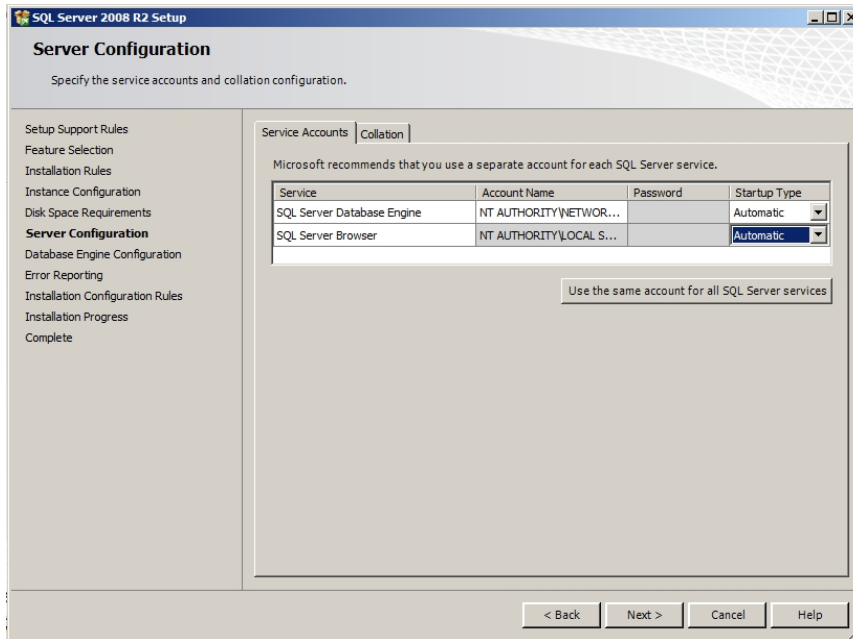 SQL Server 2008 R2 Setup
Server Configuration
Specify the service accounts and collation configuration.
Setup Support Rules
Feature Selection
Installation Rules
Instance Configuration
Disk Space Requirements
Server Configuration
Database Engine Configuration
Error Reporting
Installation Configuration Rules
Installation Progress
Complete
Service Accounts Collation
Microsoft recommends that you use a separate account for each SQL Server service.
Service Account Name Password Startup Type
SQL Server Database Engine NT AUTHORITY\NETWOR... Automatic
SQL Server Browser NT AUTHORITY\LOCAL S... Automatic
Use the same account for all SQL Server services
< Back Next > Cancel Help